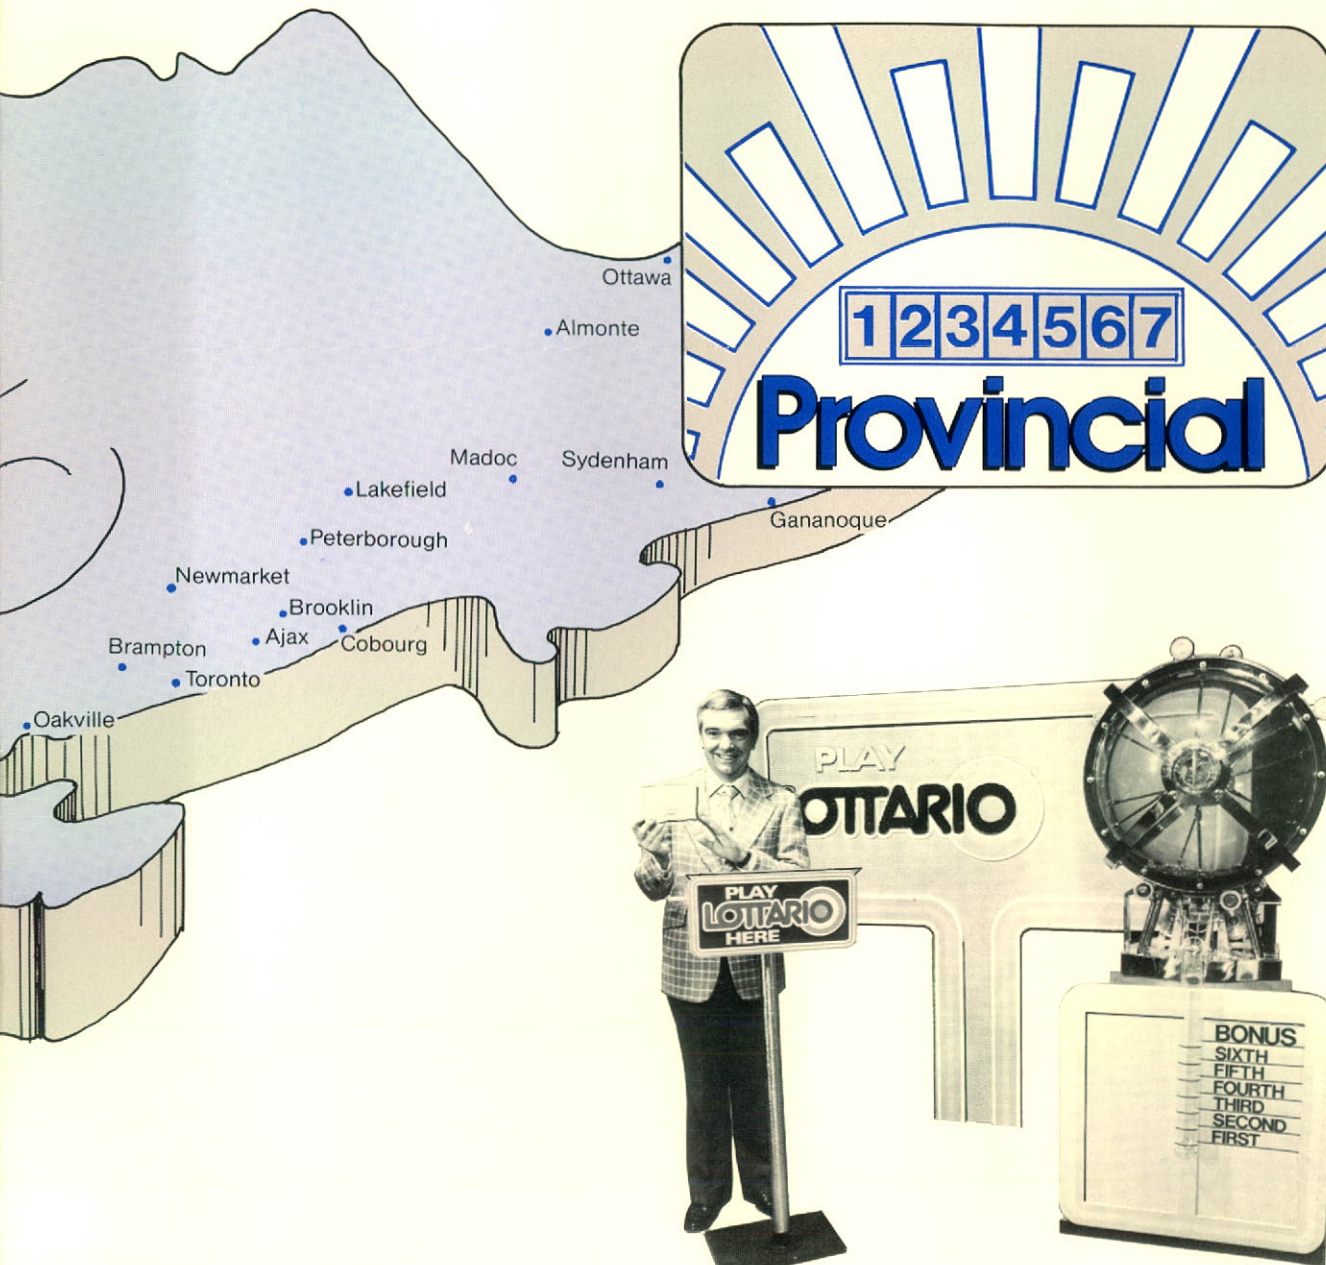 Ottawa
Almonte
1234567
Provincial
Madoc
Sydenham
Lakefield
Gananoque
Peterborough
Newmarket
Brooklin
Ajax
Cobourg
Brampton
Toronto
Oakville
PLAY
OTTARIO
PLAY
LOTTARIO
HERE
BONUS
SIXTH
FIFTH
FOURTH
THIRD
SECOND
FIRST